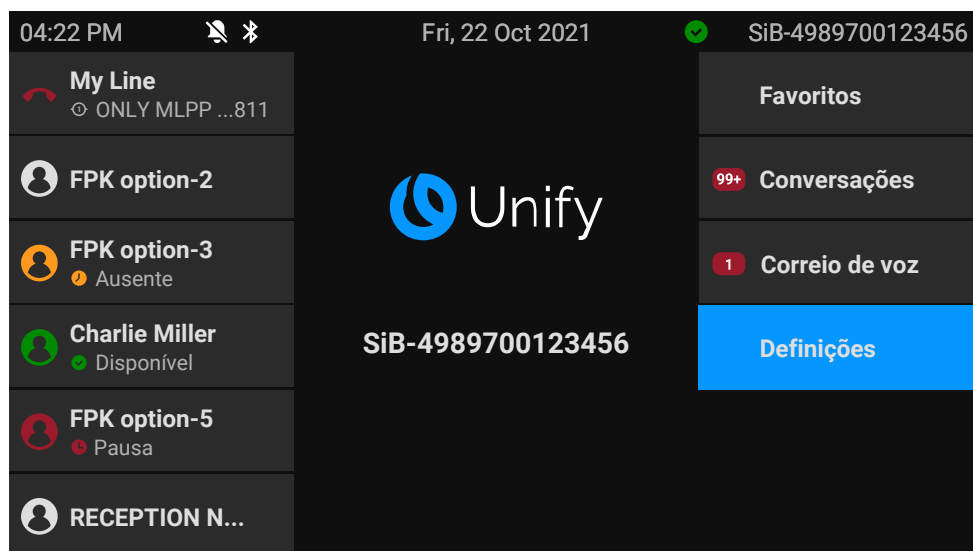 04:22 PM
Fri, 22 Oct 2021
SiB-4989700123456
My Line
ONLY MLPP ...811
FPK option-2
FPK option-3
Ausente
Charlie Miller
Disponível
FPK option-5
Pausa
RECEPTION N...
Unify
SiB-4989700123456
Favoritos
99+ Conversações
1 Correio de voz
Definições